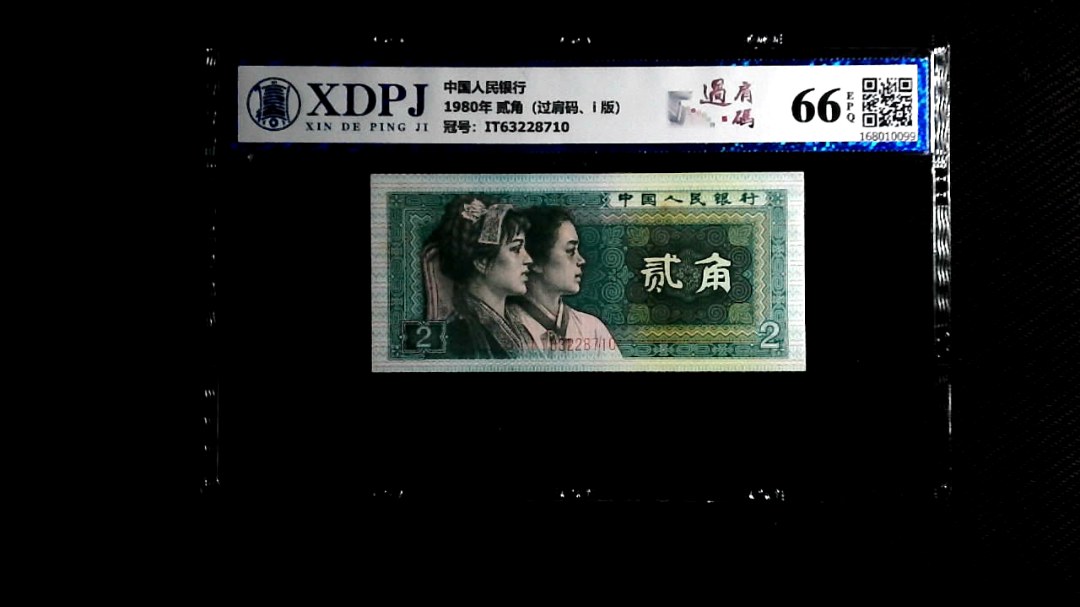 XDPJ
XIN DE PING JI
中国人民银行
1980年 贰角（过肩码、i 版）
冠号：IT63228710
過肩碼
66 EPQ
168010099
中国人民银行
贰角
2
2
63228710